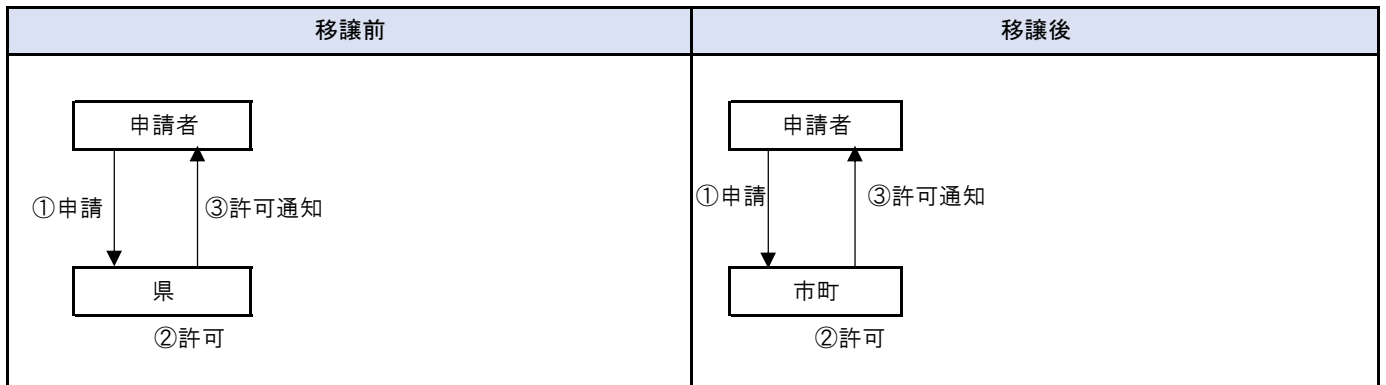 移譲前
移譲後
申請者
①申請
③許可通知
県
②許可
申請者
①申請
③許可通知
市町
②許可